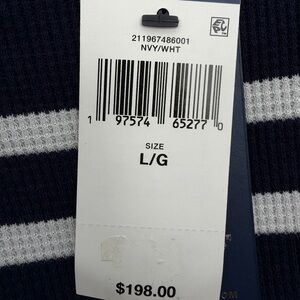 211967486001
NVY/WHT
1 97574 65277 0
SIZE
L/G
$198.00